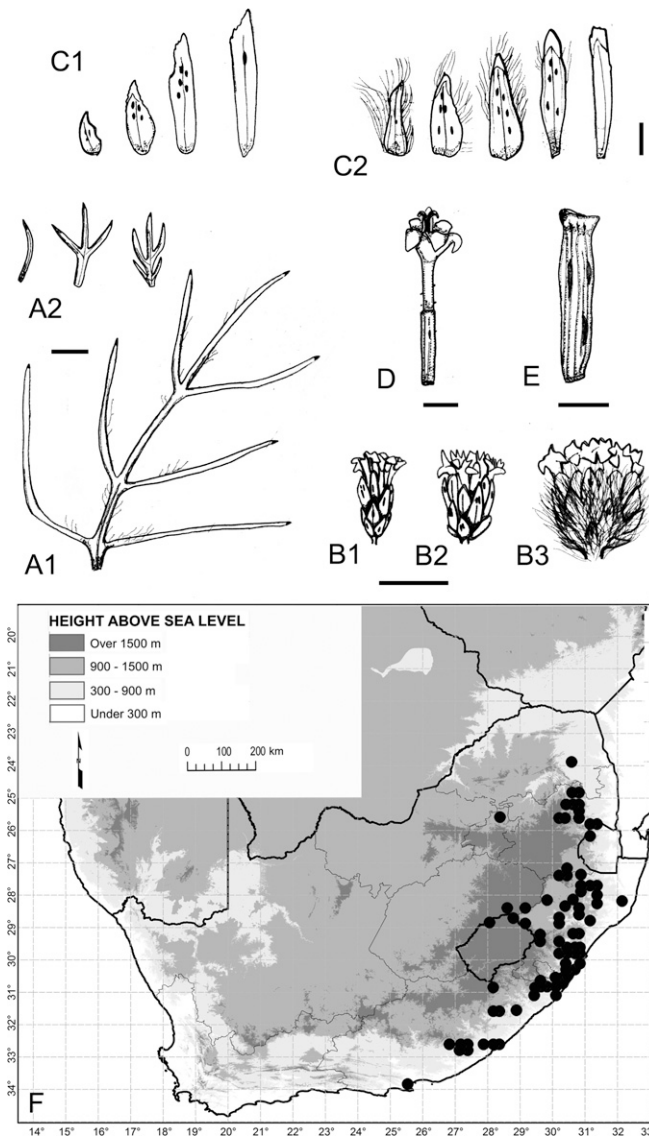 C1
C2
A2
A1
D
E
B1
B2
B3
HEIGHT ABOVE SEA LEVEL
Over 1500 m
900 - 1500 m
300 - 900 m
Under 300 m
N
0 100 200 km
20°
21°
22°
23°
24°
25°
26°
27°
28°
29°
30°
31°
32°
33°
34°
F
14° 15° 16° 17° 18° 19° 20° 21° 22° 23° 24° 25° 26° 27° 28° 29° 30° 31° 32° 33